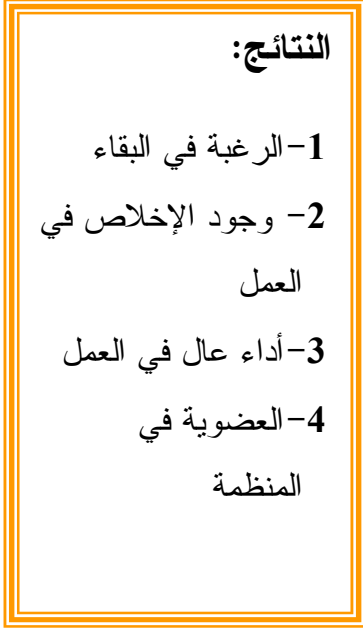 النتائج:
1-الرغبة في البقاء
2- وجود الإخلاص في
العمل
3-أداء عال في العمل
4-العضوية في
المنظمة